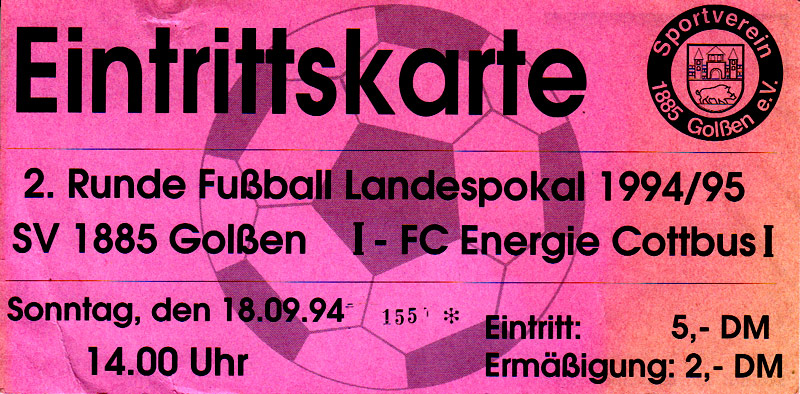 Eintrittskarte
Sportverein
1885 Golßen e.V.
2. Runde Fußball Landespokal 1994/95
SV 1885 Golßen I - FC Energie Cottbus I
Sonntag, den 18.09.94
155 *
14.00 Uhr
Eintritt: 5,- DM
Ermäßigung: 2,- DM